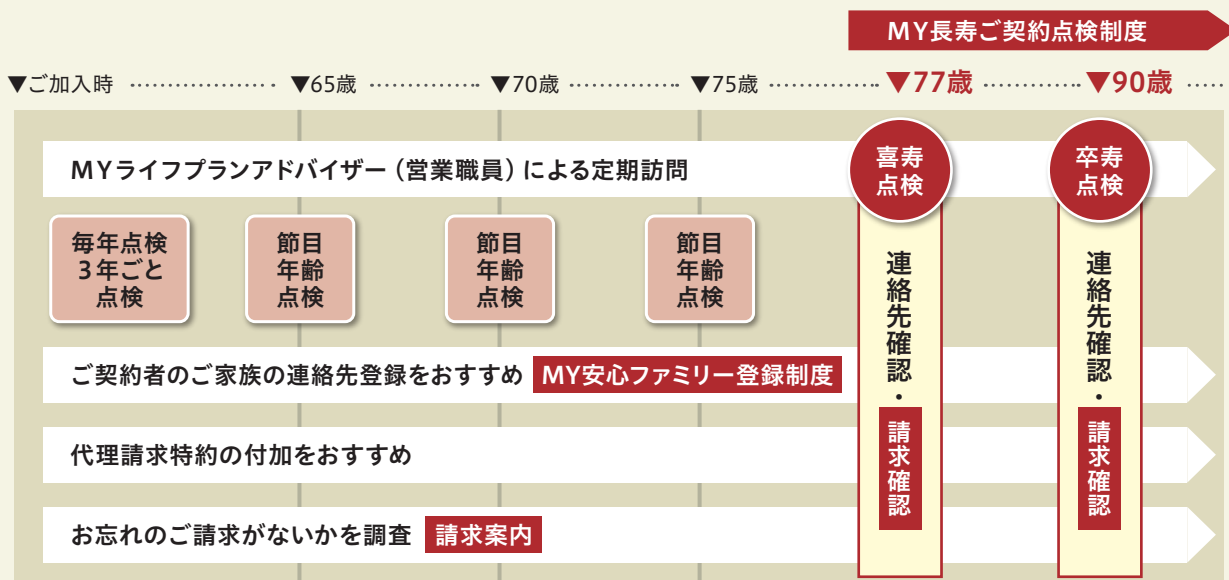 MY長寿ご契約点検制度
▼ご加入時 ▼65歳 ▼70歳 ▼75歳 ▼77歳 ▼90歳
MYライフプランアドバイザー（営業職員）による定期訪問
喜寿
点検
卒寿
点検
毎年点検
3年ごと
点検
節目
年齢
点検
節目
年齢
点検
節目
年齢
点検
連絡先確認・請求確認
連絡先確認・請求確認
ご契約者のご家族の連絡先登録をおすすめ MY安心ファミリー登録制度
代理請求特約の付加をおすすめ
お忘れのご請求がないかを調査 請求案内